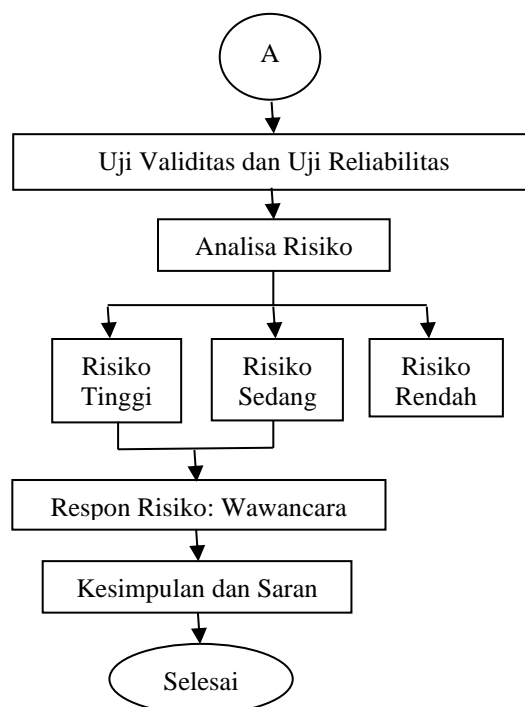 A
Uji Validitas dan Uji Reliabilitas
Analisa Risiko
Risiko
Tinggi
Risiko
Sedang
Risiko
Rendah
Respon Risiko: Wawancara
Kesimpulan dan Saran
Selesai